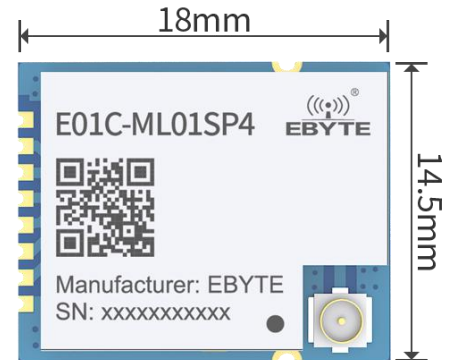 18mm
E01C-ML01SP4
®
EBYTE
Manufacturer: EBYTE
SN: xxxxxxxxxxx
14.5mm